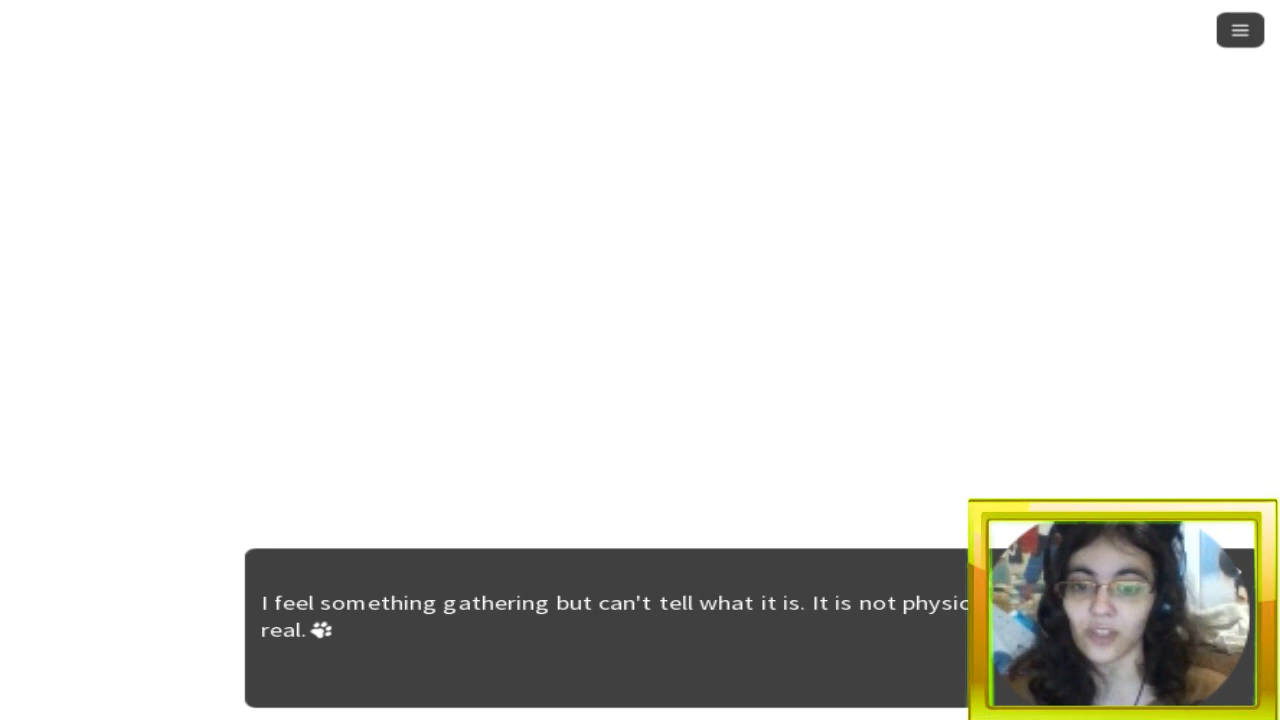 I feel something gathering but can't tell what it is. It is not physic
real.